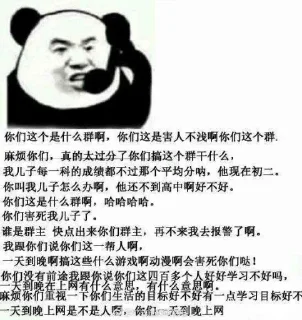 你们这个是什么群啊,你们这是害人不浅啊你们这个群.
麻烦你们,真的太过分了你们搞这个群干什么,
我儿子每一科的成绩都不过那个平均分呐,他现在初二。
你叫我儿子怎么办啊,他还不到高中啊好不好。
你们这是什么群啊,哈哈哈哈。
你们害死我儿子了。
谁是群主 快点出来你们群主,再不来我去报警了啊。
我跟你们说你们这一帮人啊,
一天到晚啊搞这些什么游戏啊动漫啊会害死你们哒!
你们没有前途我跟你说你们这四百多个人好好学习不好吗,
一天到晚在上网有什么意思,有什么意思啊。
麻烦你们重视一下你们生活的目标好不好有一点学习目标好不
一天到晚上网是不是人啊,你们一天到晚上网